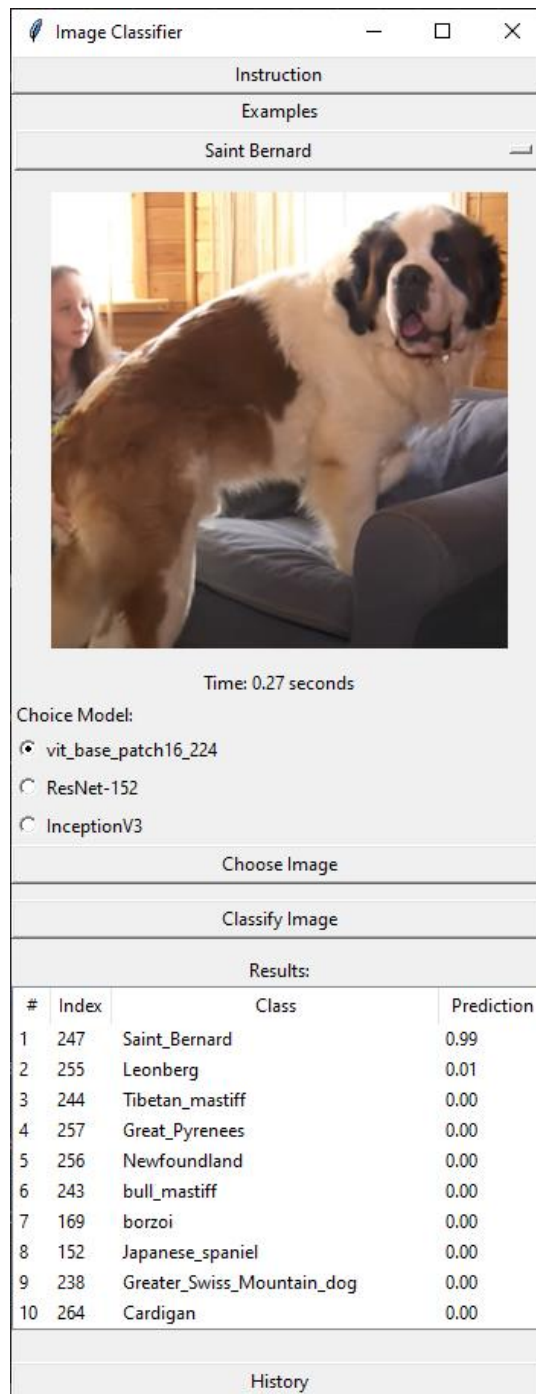 Image Classifier
Instruction
Examples
Saint Bernard
Time: 0.27 seconds
Choice Model:
vit_base_patch16_224
ResNet-152
InceptionV3
Choose Image
Classify Image
Results:
# Index Class Prediction
1 247 Saint_Bernard 0.99
2 255 Leonberg 0.01
3 244 Tibetan_mastiff 0.00
4 257 Great_Pyrenees 0.00
5 256 Newfoundland 0.00
6 243 bull_mastiff 0.00
7 169 borzoi 0.00
8 152 Japanese_spaniel 0.00
9 238 Greater_Swiss_Mountain_dog 0.00
10 264 Cardigan 0.00
History